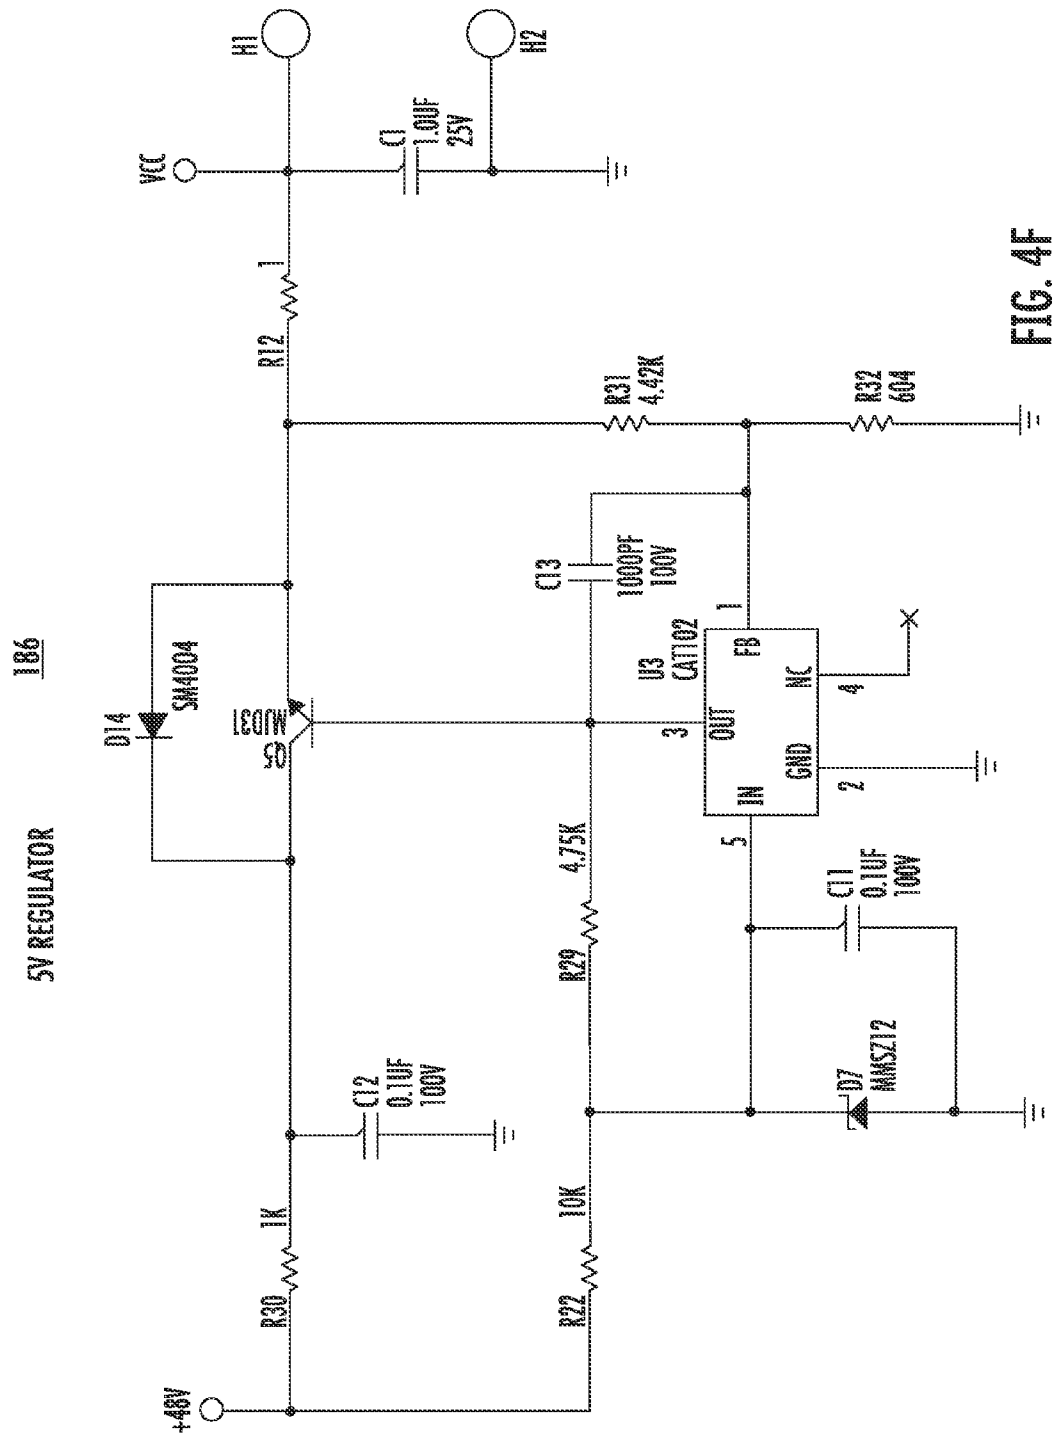 5V REGULATOR
186
+48V
R30
1K
C12
0.1UF
100V
D14
SM4004
Q5
MJD31
R12
1
VCC
H1
C1
1.0UF
25V
H2
R22
10K
R29
4.75K
C13
1000PF
100V
R31
4.42K
R32
604
D7
MMSZ12
C11
0.1UF
100V
U3
CAT102
5
IN
3
OUT
1
FB
GND
2
NC
4
FIG. 4F